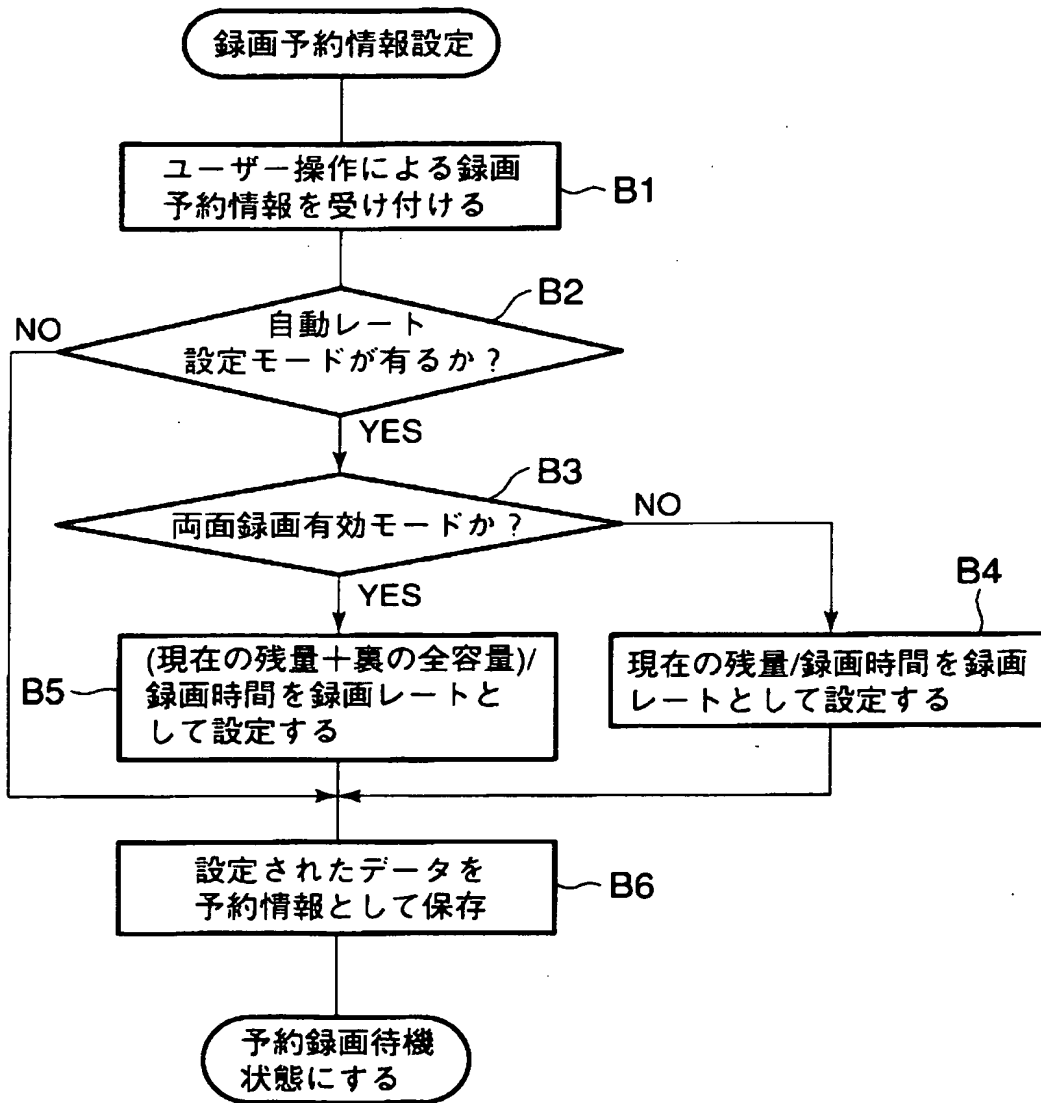 録画予約情報設定
ユーザー操作による録画
予約情報を受け付ける
B1
B2
NO
自動レート
設定モードが有るか？
YES
B3
両面録画有効モードか？
NO
YES
B4
(現在の残量＋裏の全容量)/
録画時間を録画レートと
して設定する
B5
現在の残量/録画時間を録画
レートとして設定する
設定されたデータを
予約情報として保存
B6
予約録画待機
状態にする